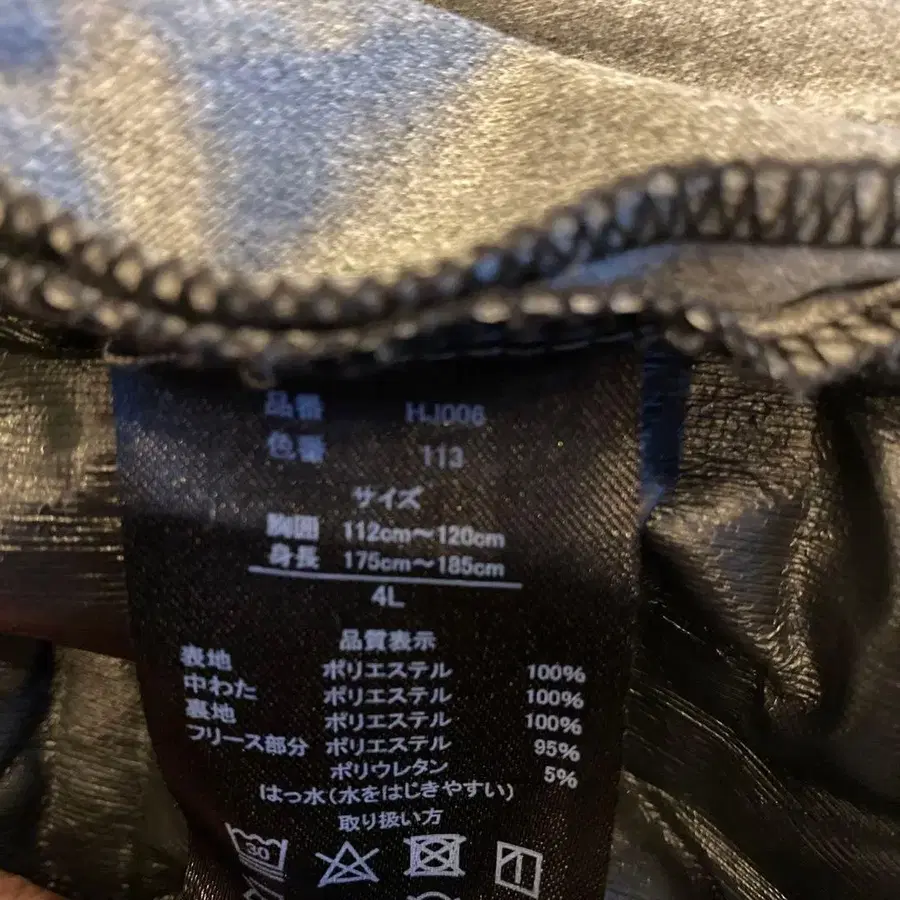 品番 HJ006
色番 113
サイズ
胸囲 112cm～120cm
身長 175cm～185cm
4L
品質表示
表地 ポリエステル 100%
中わた ポリエステル 100%
裏地 ポリエステル 100%
フリース部分 ポリエステル 95%
ポリウレタン 5%
はっ水(水をはじきやすい)
取り扱い方
30